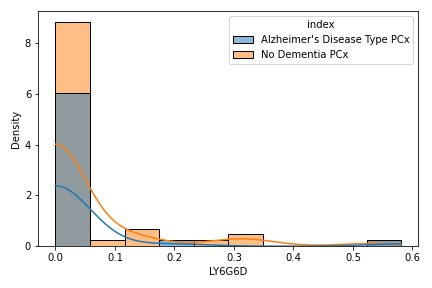 index
Alzheimer's Disease Type PCx
No Dementia PCx
Density
8
6
4
2
0
0.0 0.1 0.2 0.3 0.4 0.5 0.6
LY6G6D